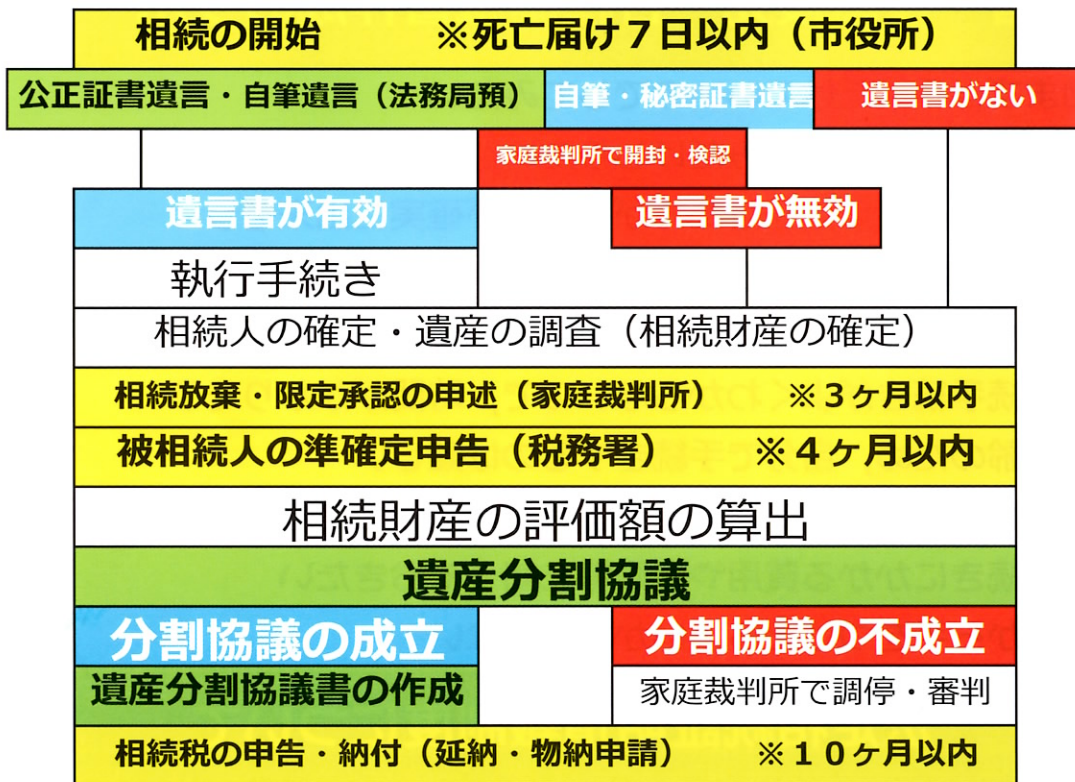 相続の開始　※死亡届け７日以内（市役所）
公正証書遺言・自筆遺言（法務局預）
自筆・秘密証書遺言
遺言書がない
家庭裁判所で開封・検認
遺言書が有効
遺言書が無効
執行手続き
相続人の確定・遺産の調査（相続財産の確定）
相続放棄・限定承認の申述（家庭裁判所）　※３ヶ月以内
被相続人の準確定申告（税務署）　※４ヶ月以内
相続財産の評価額の算出
遺産分割協議
分割協議の成立
分割協議の不成立
遺産分割協議書の作成
家庭裁判所で調停・審判
相続税の申告・納付（延納・物納申請）　※１０ヶ月以内